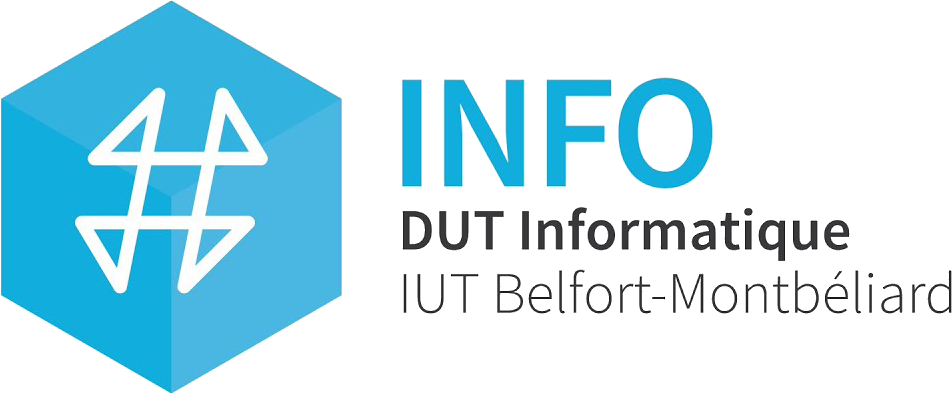 INFO
DUT Informatique
IUT Belfort-Montbéliard